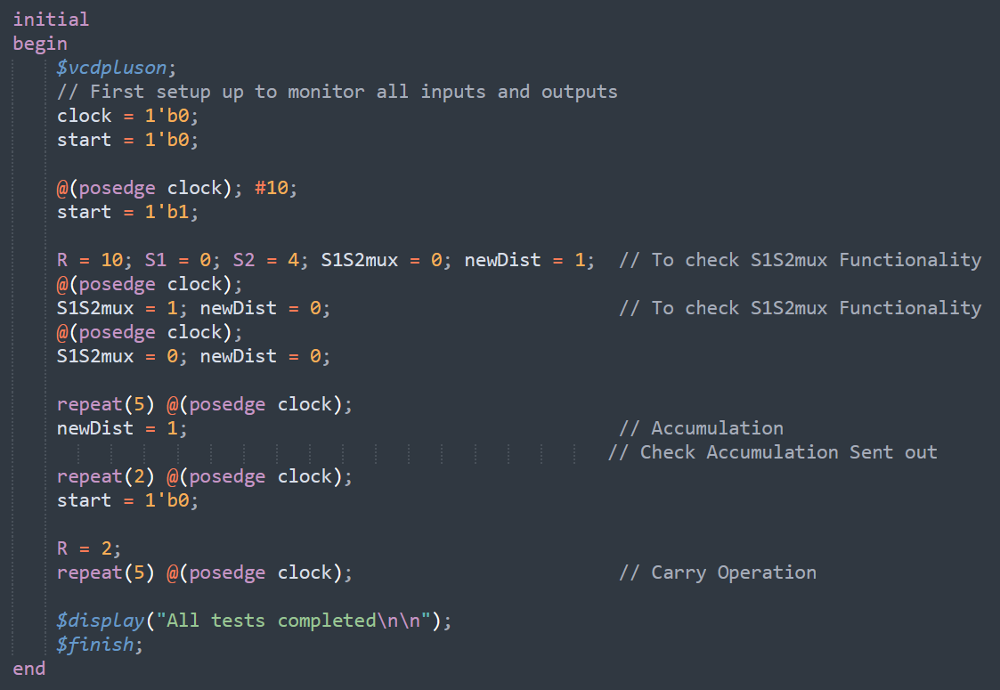 initial
begin
$vcdpluson;
// First setup up to monitor all inputs and outputs
clock = 1'b0;
start = 1'b0;
@(posedge clock); #10;
start = 1'b1;
R = 10; S1 = 0; S2 = 4; S1S2mux = 0; newDist = 1;  // To check S1S2mux Functionality
@(posedge clock);
S1S2mux = 1; newDist = 0;  // To check S1S2mux Functionality
@(posedge clock);
S1S2mux = 0; newDist = 0;
repeat(5) @(posedge clock);
newDist = 1;  // Accumulation
// Check Accumulation Sent out
repeat(2) @(posedge clock);
start = 1'b0;
R = 2;
repeat(5) @(posedge clock);  // Carry Operation
$display("All tests completed\n\n");
$finish;
end